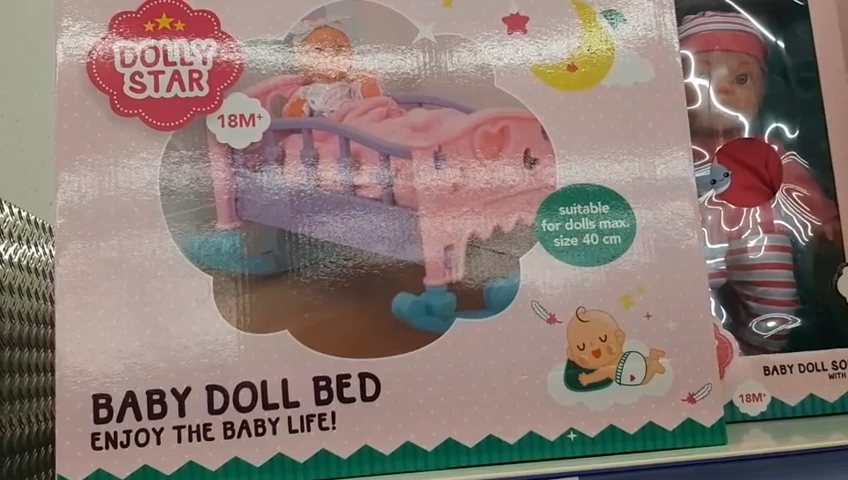 DOLLY
STAR
18M+
suitable
for dolls max.
size 40 cm
BABY DOLL BED
ENJOY THE BABY LIFE!
BABY DOLL SO
WITH
18M+